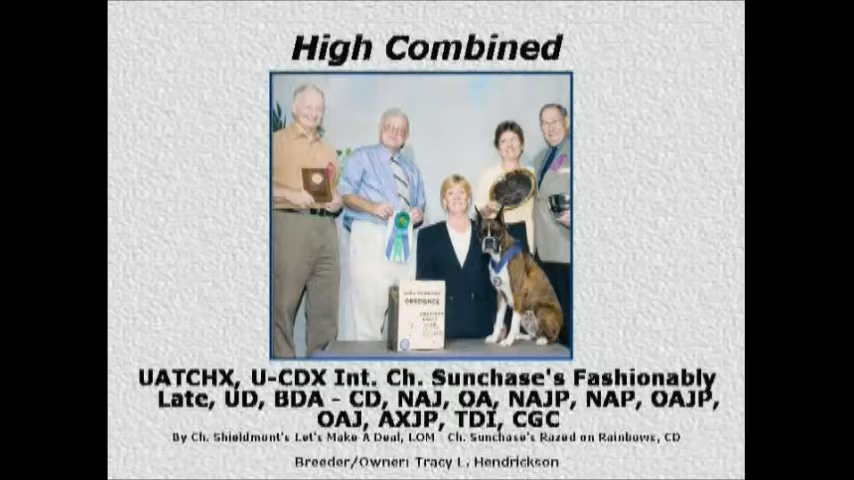 High Combined
OBEDIENCE
UATCHX, U-CDX Int. Ch. Sunchase's Fashionably
Late, UD, BDA - CD, NAJ, OA, NAJP, NAP, OAJP,
OAJ, AXJP, TDI, CGC
By Ch. Shieldmont's Let's Make A Deal, LOM - Ch. Sunchase's Razed on Rainbows, CD
Breeder/Owner: Tracy L. Hendrickson